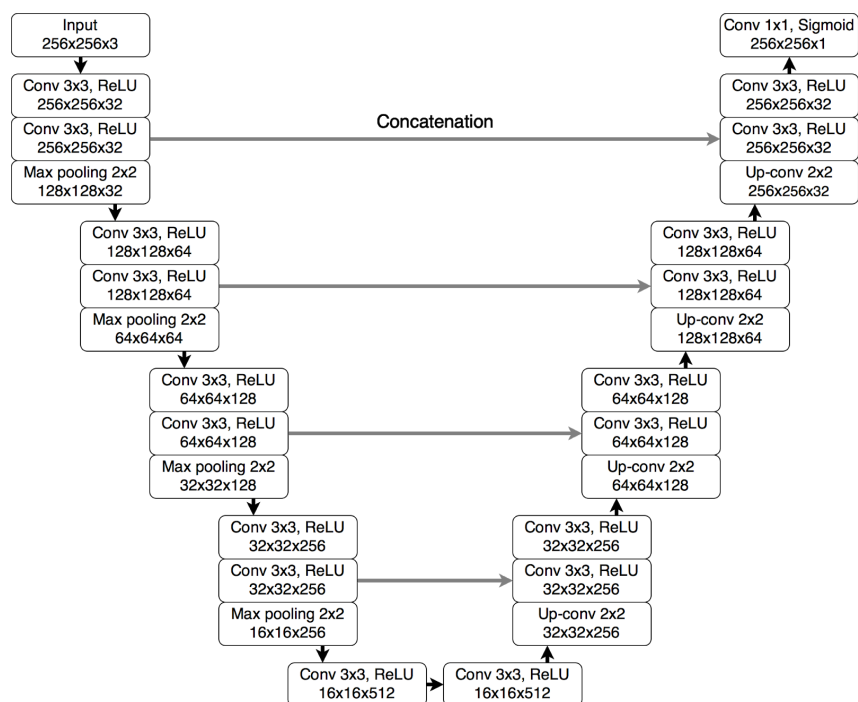 Input
256x256x3
Conv 3x3, ReLU
256x256x32
Conv 3x3, ReLU
256x256x32
Max pooling 2x2
128x128x32
Conv 3x3, ReLU
128x128x64
Conv 3x3, ReLU
128x128x64
Max pooling 2x2
64x64x64
Conv 3x3, ReLU
64x64x128
Conv 3x3, ReLU
64x64x128
Max pooling 2x2
32x32x128
Conv 3x3, ReLU
32x32x256
Conv 3x3, ReLU
32x32x256
Max pooling 2x2
16x16x256
Conv 3x3, ReLU
16x16x512
Conv 3x3, ReLU
16x16x512
Concatenation
Conv 1x1, Sigmoid
256x256x1
Conv 3x3, ReLU
256x256x32
Conv 3x3, ReLU
256x256x32
Up-conv 2x2
256x256x32
Conv 3x3, ReLU
128x128x64
Conv 3x3, ReLU
128x128x64
Up-conv 2x2
128x128x64
Conv 3x3, ReLU
64x64x128
Conv 3x3, ReLU
64x64x128
Up-conv 2x2
64x64x128
Conv 3x3, ReLU
32x32x256
Conv 3x3, ReLU
32x32x256
Up-conv 2x2
32x32x256